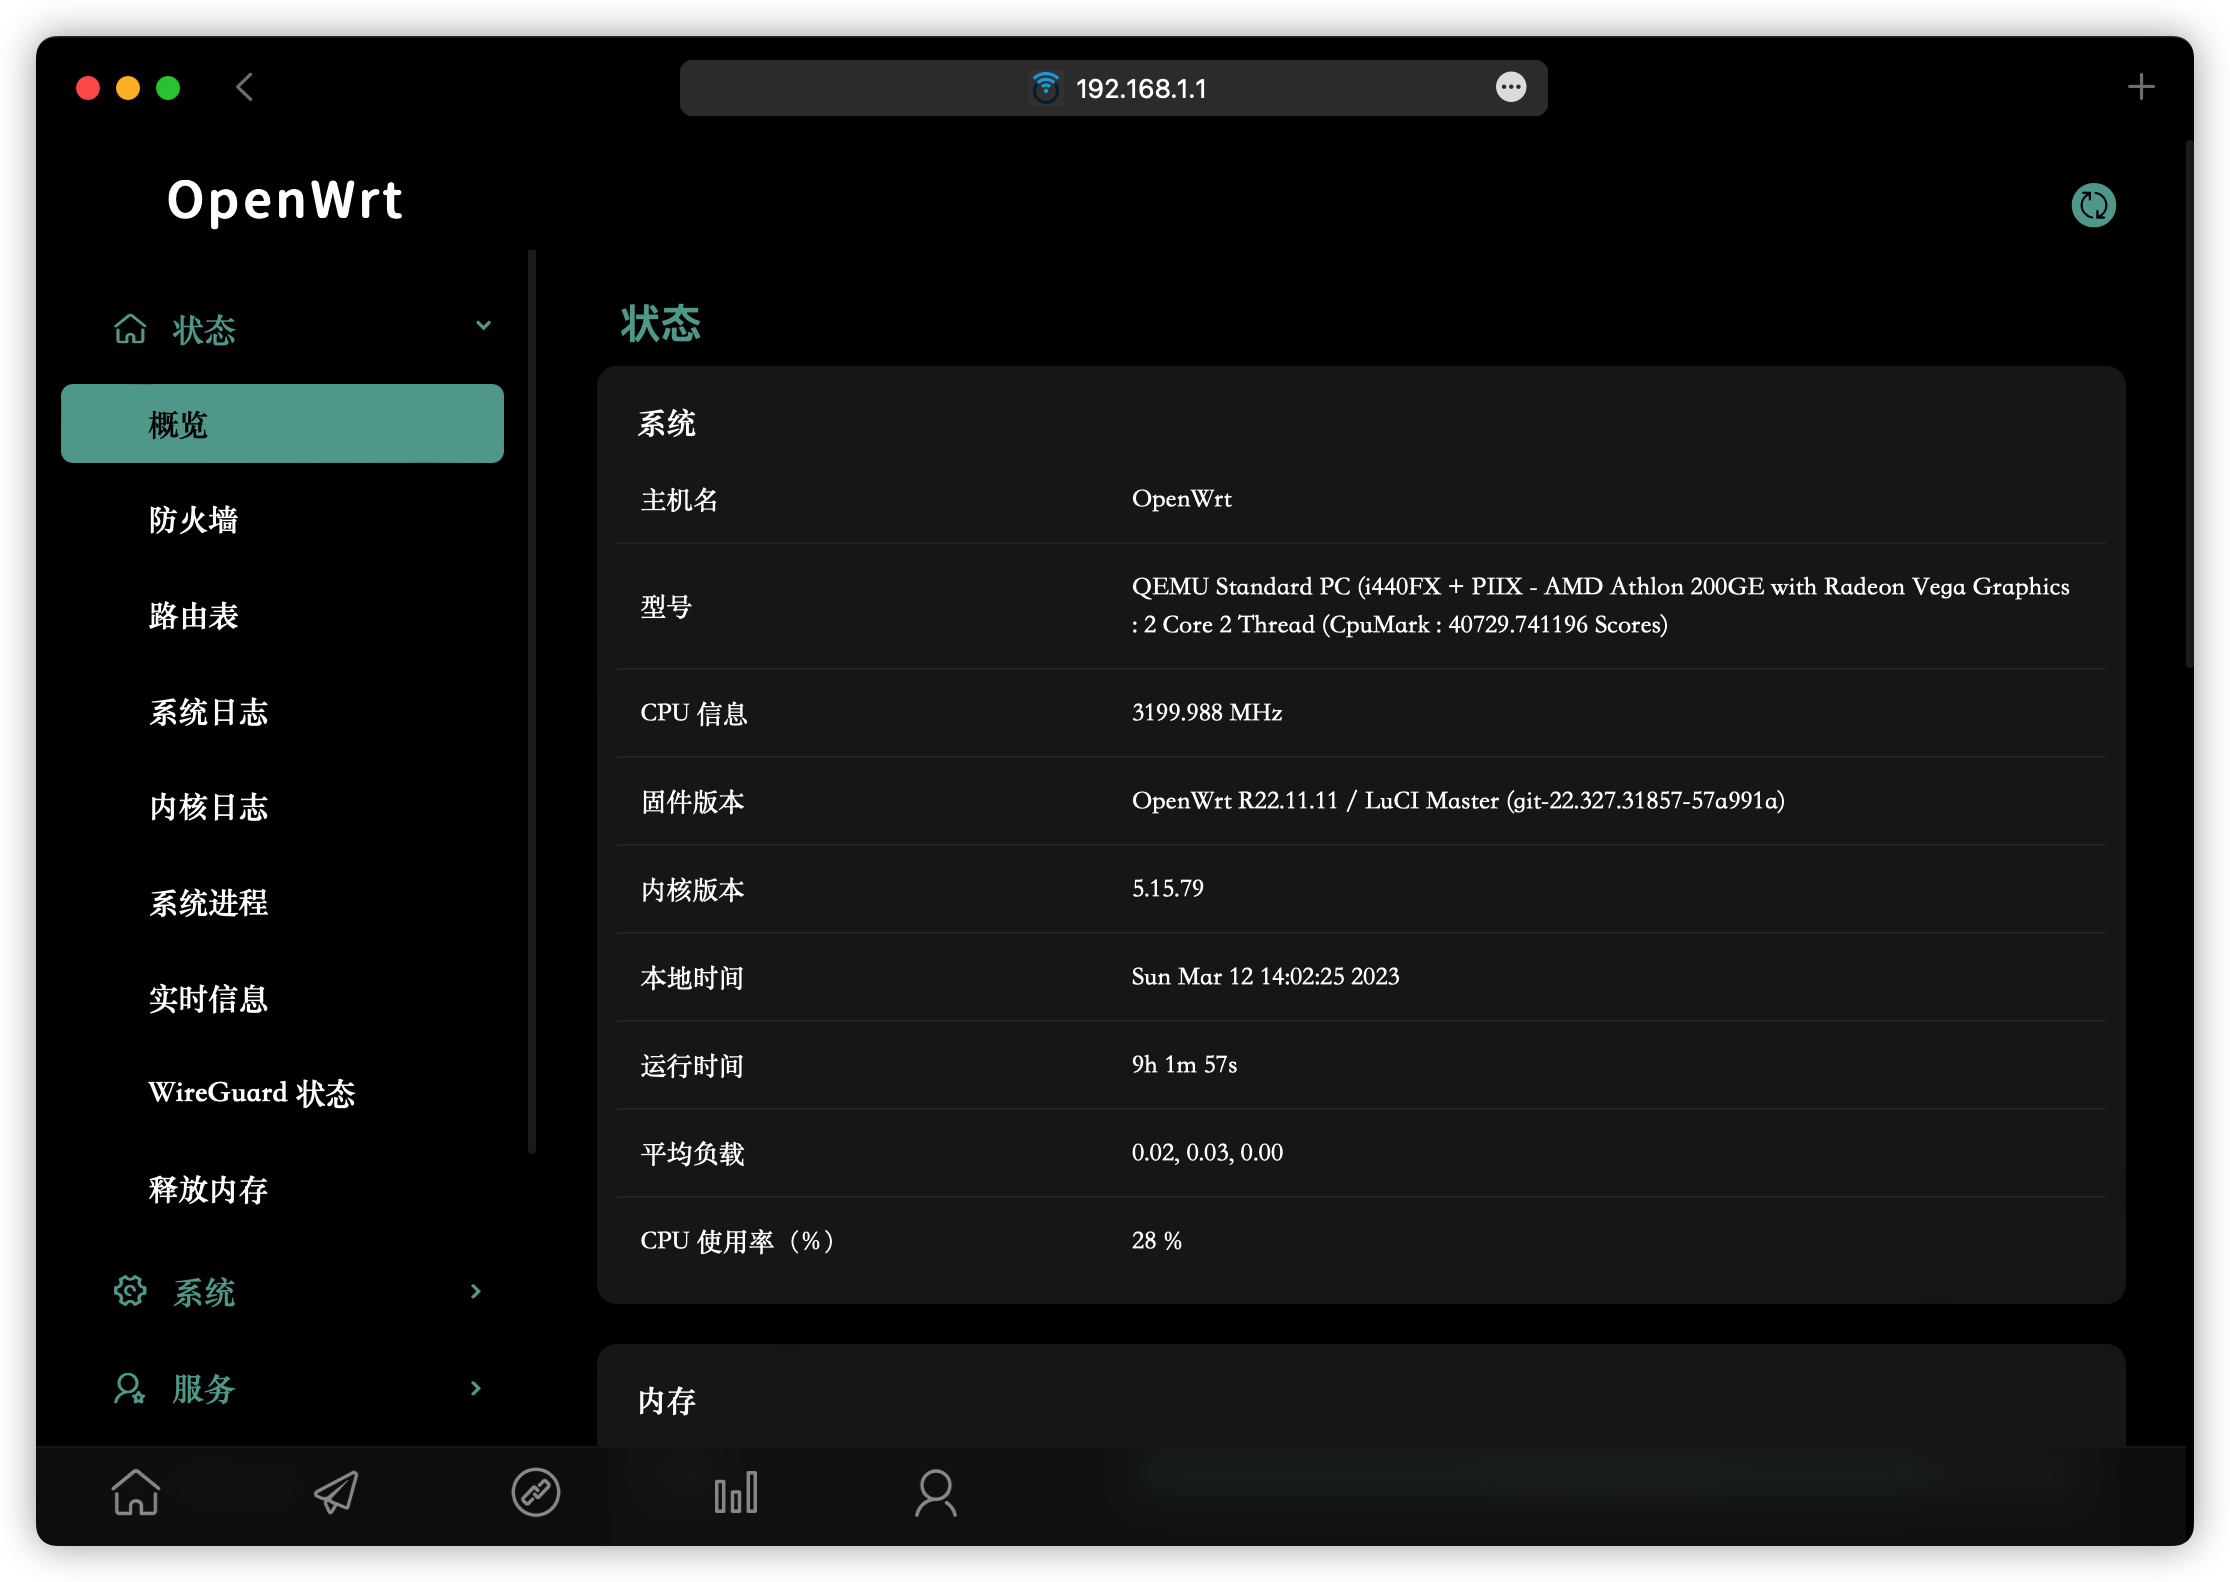 192.168.1.1
OpenWrt
状态
概览
防火墙
路由表
系统日志
内核日志
系统进程
实时信息
WireGuard 状态
释放内存
系统
服务
状态
系统
主机名 OpenWrt
型号 QEMU Standard PC (i440FX + PIIX - AMD Athlon 200GE with Radeon Vega Graphics
: 2 Core 2 Thread (CpuMark : 40729.741196 Scores)
CPU 信息 3199.988 MHz
固件版本 OpenWrt R22.11.11 / LuCI Master (git-22.327.31857-57a991a)
内核版本 5.15.79
本地时间 Sun Mar 12 14:02:25 2023
运行时间 9h 1m 57s
平均负载 0.02, 0.03, 0.00
CPU 使用率（%） 28 %
内存